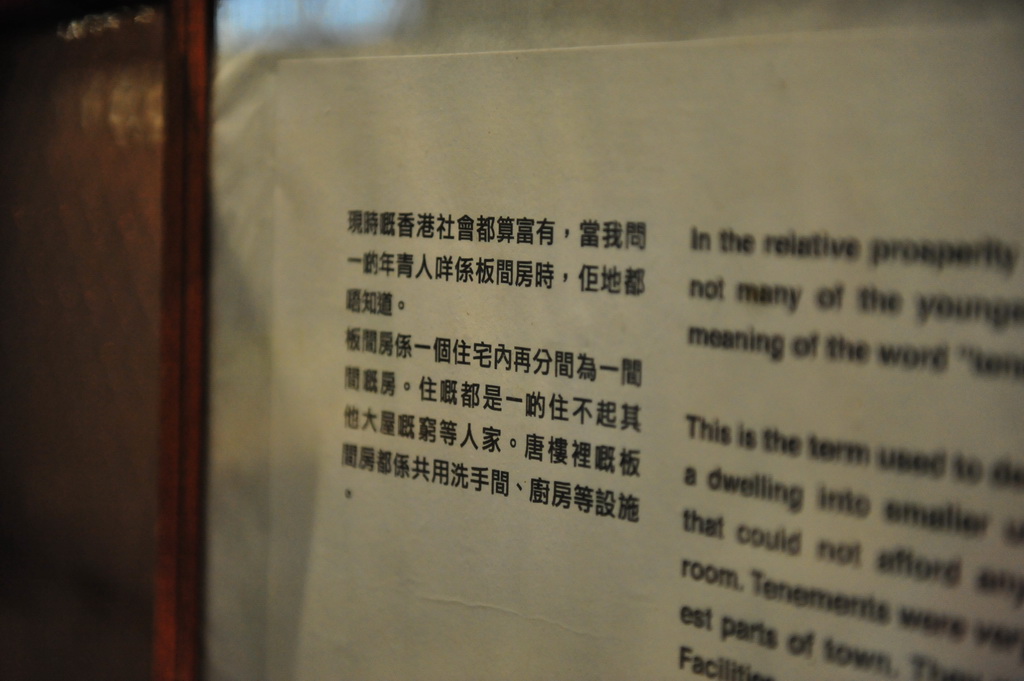 現時嘅香港社會都算富有，當我問
一啲年青人咩係板間房時，佢地都
唔知道。
板間房係一個住宅內再分間為一間
間嘅房。住嘅都是一啲住不起其
他大屋嘅窮等人家。唐樓裡嘅板
間房都係共用洗手間、廚房等設施
。
In the relative prosperity
not many of the
meaning of the word
This is the term used to
a dwelling into smaller
that could not afford
room. Tenements were
est parts of town.